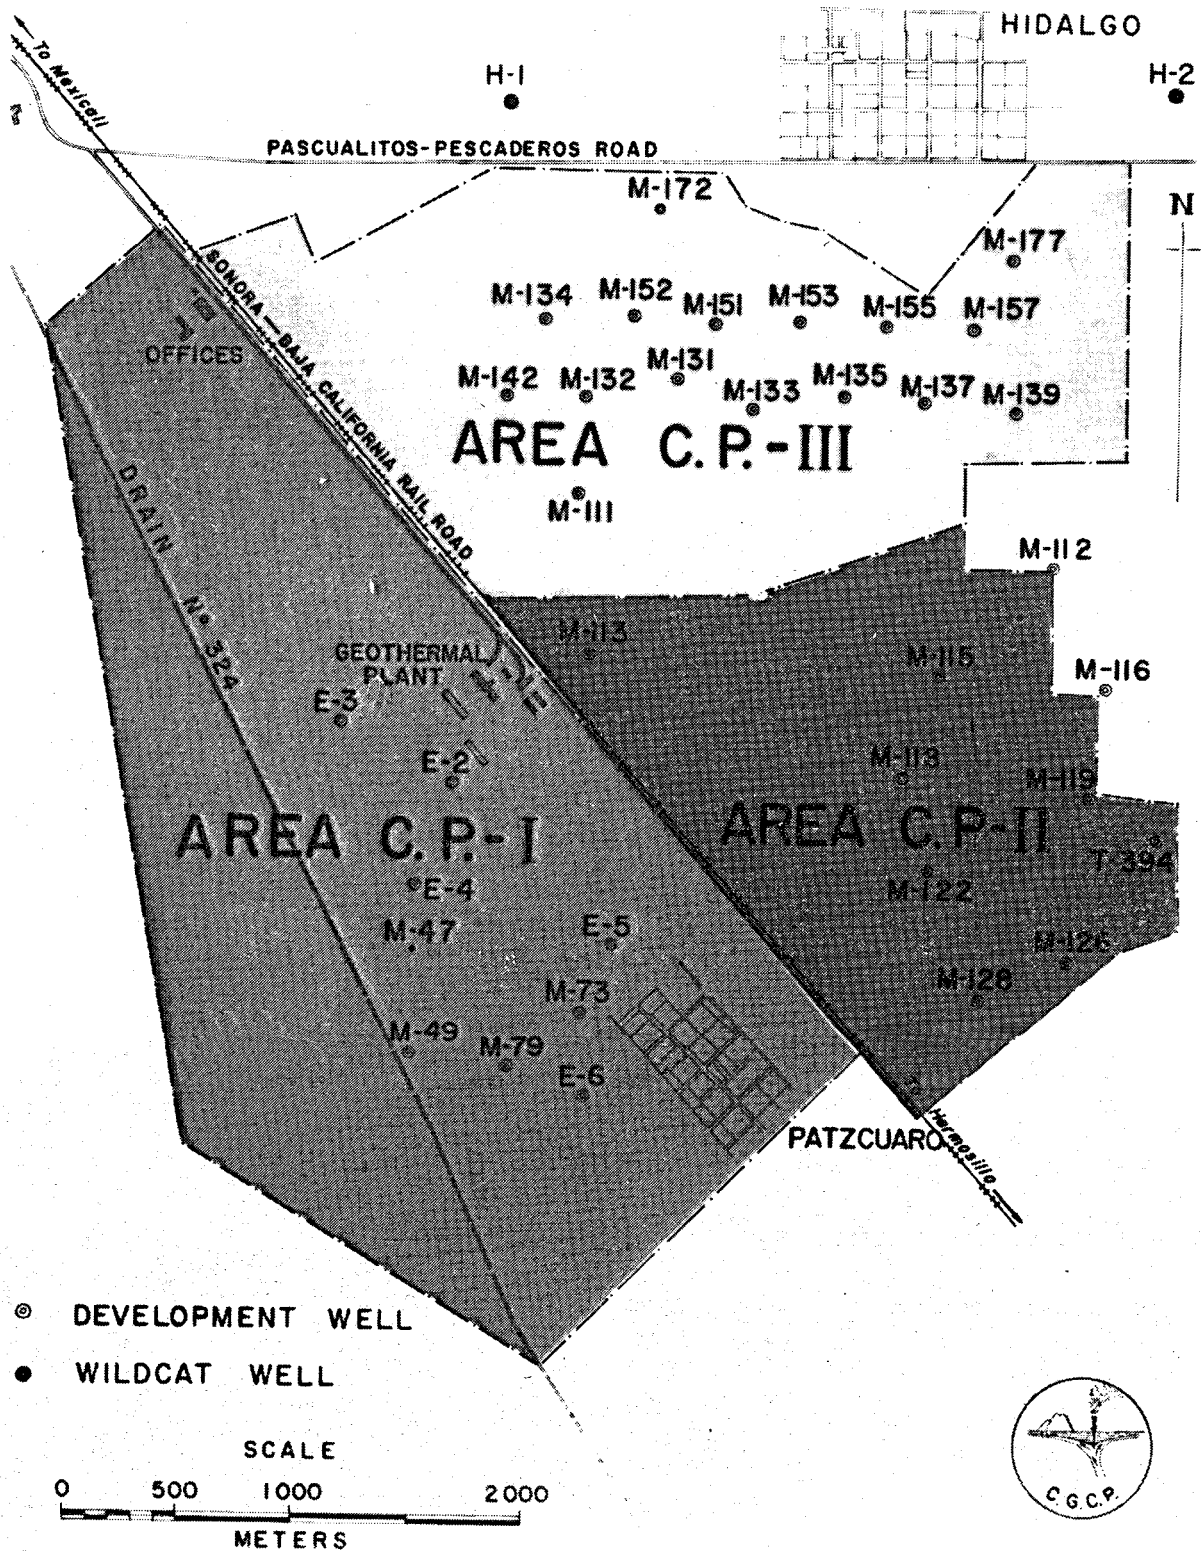 HIDALGO
To Mexicali
H-1
H-2
PASCUALITOS-PESCADEROS ROAD
M-172
N
M-177
SONORA — BAJA CALIFORNIA RAIL ROAD
M-134
M-152
M-151
M-153
M-155
M-157
OFFICES
M-142
M-132
M-131
M-133
M-135
M-137
M-139
AREA C. P. - III
M-111
DRAIN No 324
M-112
M-113
GEOTHERMAL
PLANT
M-115
M-116
E-3
E-2
M-113
M-119
AREA C. P. - I
AREA C. P-II
T-394
E-4
M-122
M-47
E-5
M-126
M-73
M-128
M-49
M-79
E-6
PATZCUARO
Hermosillo
DEVELOPMENT WELL
WILDCAT WELL
SCALE
0 500 1000 2000
METERS
C. G. C. P.